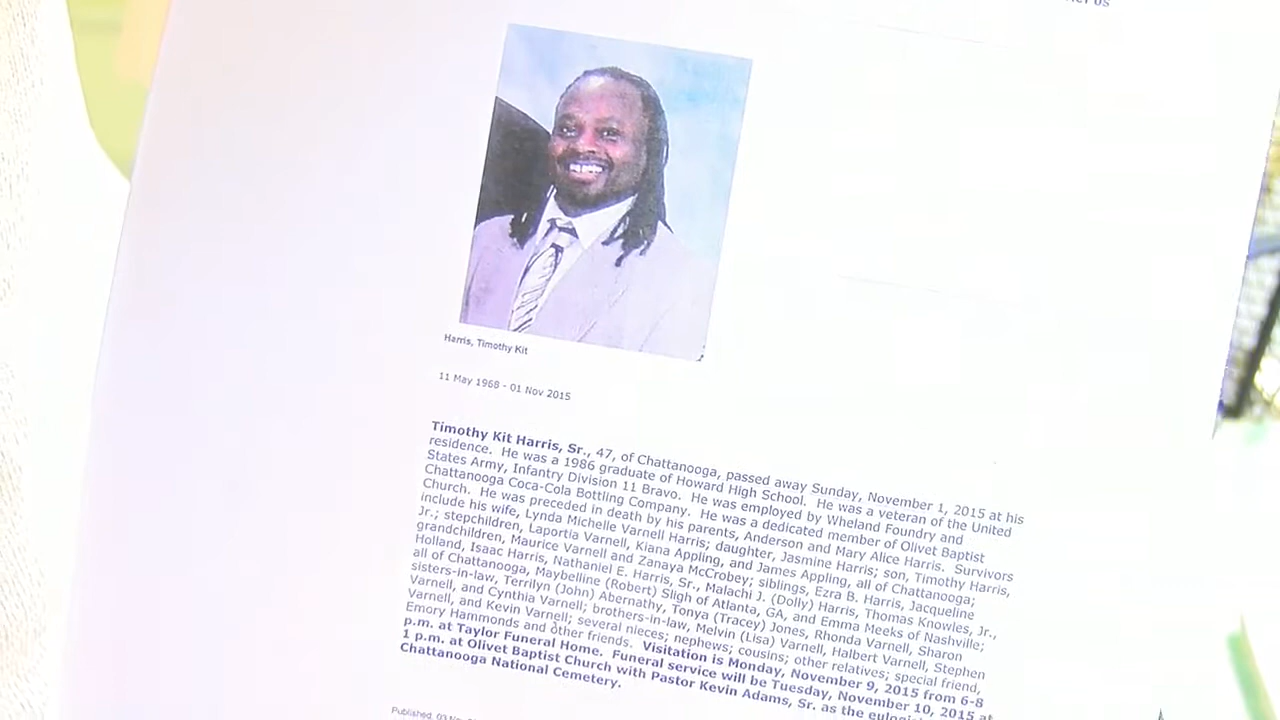 Us
Harris, Timothy Kit
11 May 1968 - 01 Nov 2015
Timothy Kit Harris, Sr., 47, of Chattanooga, passed away Sunday, November 1, 2015 at his
residence. He was a 1986 graduate of Howard High School. He was a veteran of the United
States Army, Infantry Division 11 Bravo. He was employed by Wheland Foundry and
Chattanooga Coca-Cola Bottling Company. He was a dedicated member of Olivet Baptist
Church. He was preceded in death by his parents, Anderson and Mary Alice Harris. Survivors
include his wife, Lynda Michelle Varnell Harris; daughter, Jasmine Harris; son, Timothy Harris,
Jr.; stepchildren, Laportia Varnell, Kiana Appling, and James Appling, all of Chattanooga;
grandchildren, Maurice Varnell and Zanaya McCrobey; siblings, Ezra B. Harris, Jacqueline
Holland, Isaac Harris, Nathaniel E. Harris, Sr., Malachi J. (Dolly) Harris, Thomas Knowles, Jr.,
all of Chattanooga, Maybelline (Robert) Sligh of Atlanta, GA, and Emma Meeks of Nashville;
sisters-in-law, Terrilyn (John) Abernathy, Tonya (Tracey) Jones, Rhonda Varnell, Sharon
Varnell, and Cynthia Varnell; brothers-in-law, Melvin (Lisa) Varnell, Halbert Varnell, Stephen
Varnell, and Kevin Varnell; several nieces; nephews; cousins; other relatives; special friend,
Emory Hammonds and other friends. Visitation is Monday, November 9, 2015 from 6-8
p.m. at Taylor Funeral Home. Funeral service will be Tuesday, November 10, 2015 at
1 p.m. at Olivet Baptist Church with Pastor Kevin Adams, Sr. as the
Chattanooga National Cemetery.
Published, 03